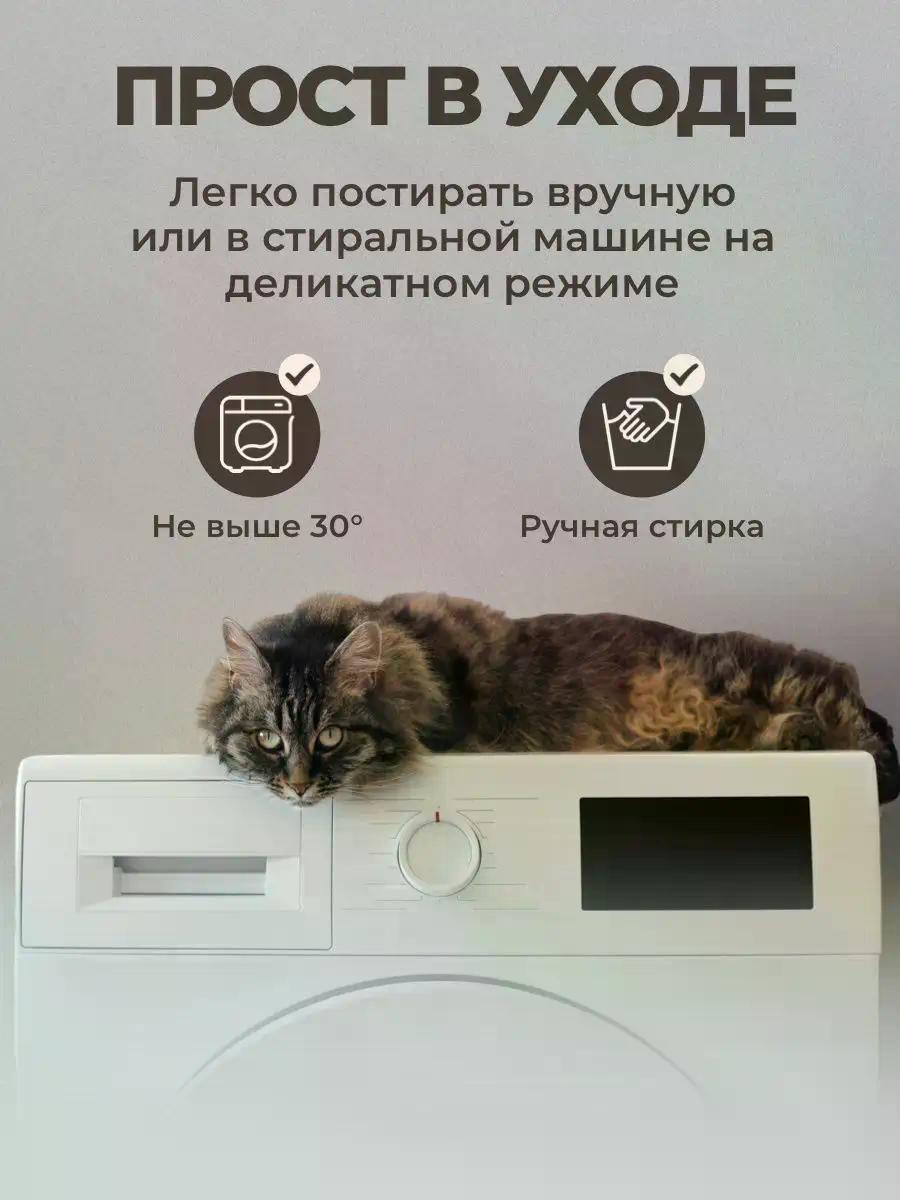 ПРОСТ В УХОДЕ
Легко постирать вручную
или в стиральной машине на
деликатном режиме
Не выше 30°
Ручная стирка